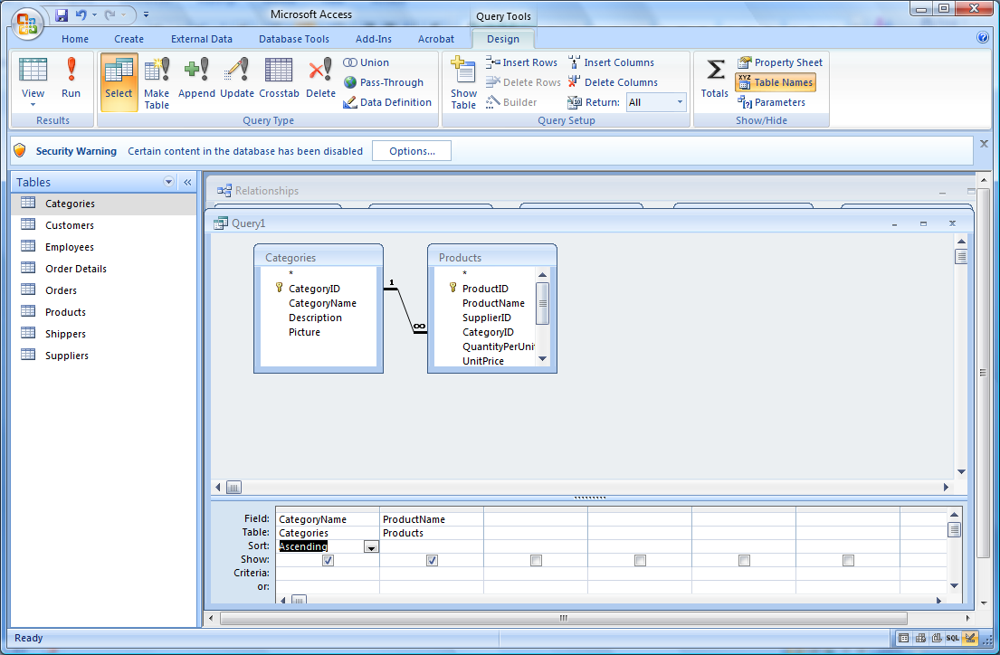 Microsoft Access
Query Tools
Home Create External Data Database Tools Add-Ins Acrobat Design
View
Run
Results
Select
Make Table
Append
Update
Crosstab
Delete
Union
Pass-Through
Data Definition
Query Type
Show Table
Insert Rows
Delete Rows
Builder
Insert Columns
Delete Columns
Return: All
Query Setup
Totals
Property Sheet
XYZ Table Names
Parameters
Show/Hide
Security Warning Certain content in the database has been disabled Options...
Tables
Categories
Customers
Employees
Order Details
Orders
Products
Shippers
Suppliers
Relationships
Query1
Categories
*
CategoryID
CategoryName
Description
Picture
1
∞
Products
*
ProductID
ProductName
SupplierID
CategoryID
QuantityPerUni
UnitPrice
Field: CategoryName ProductName
Table: Categories Products
Sort: Ascending
Show:
Criteria:
or:
Ready
SQL